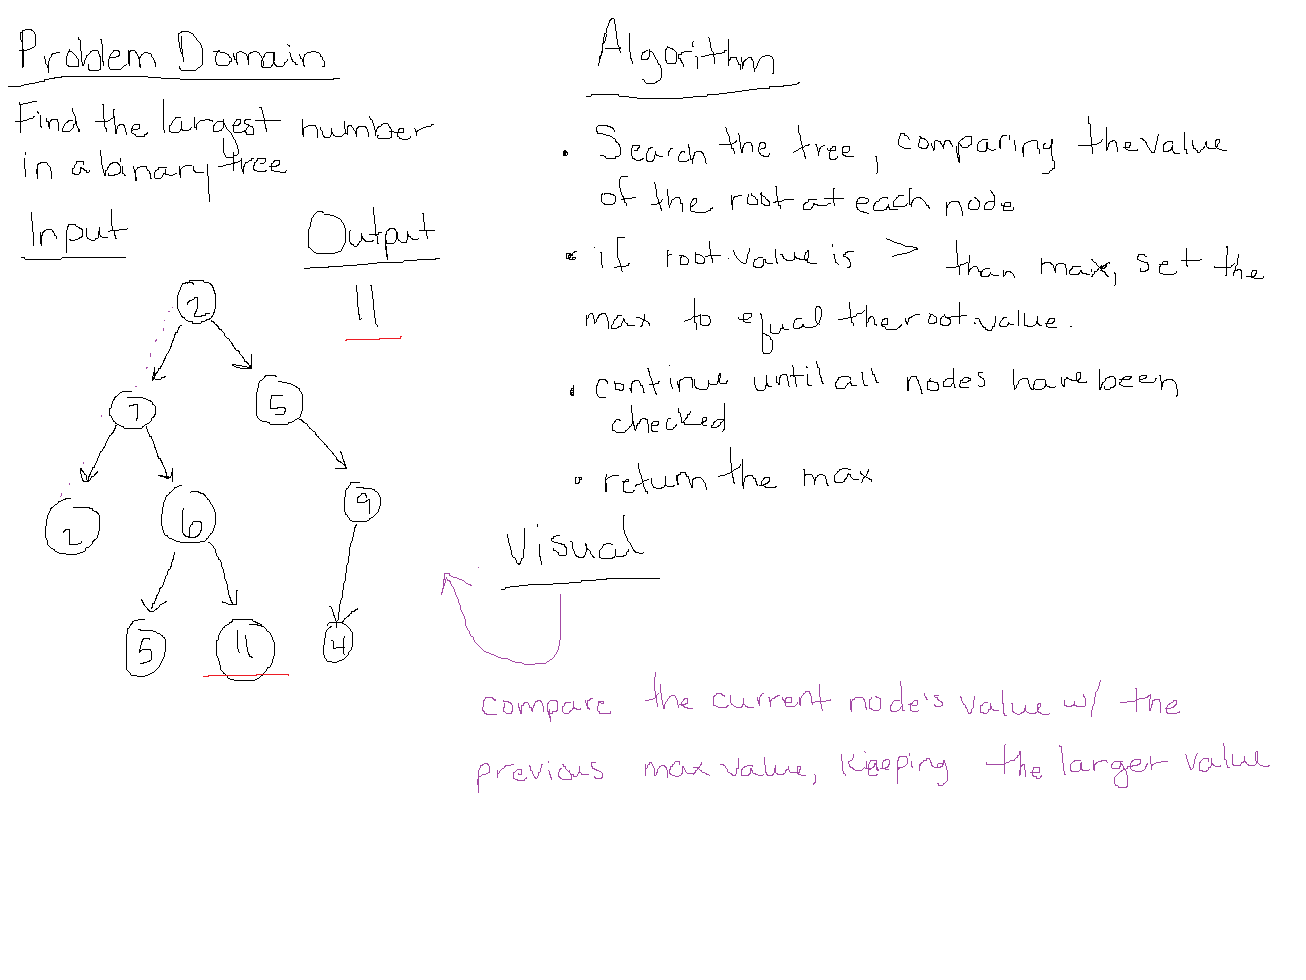 Problem Domain
Find the largest number
in a binary tree
Input
Output
11
2
7
5
2
6
9
5
11
4
Algorithm
• Search the tree, comparing the value
of the root at each node
• if root.value is > than max, set the
max to equal the root.value.
• continue until all nodes have been
checked
• return the max
Visual
compare the current node's value w/ the
previous max value, keeping the larger value